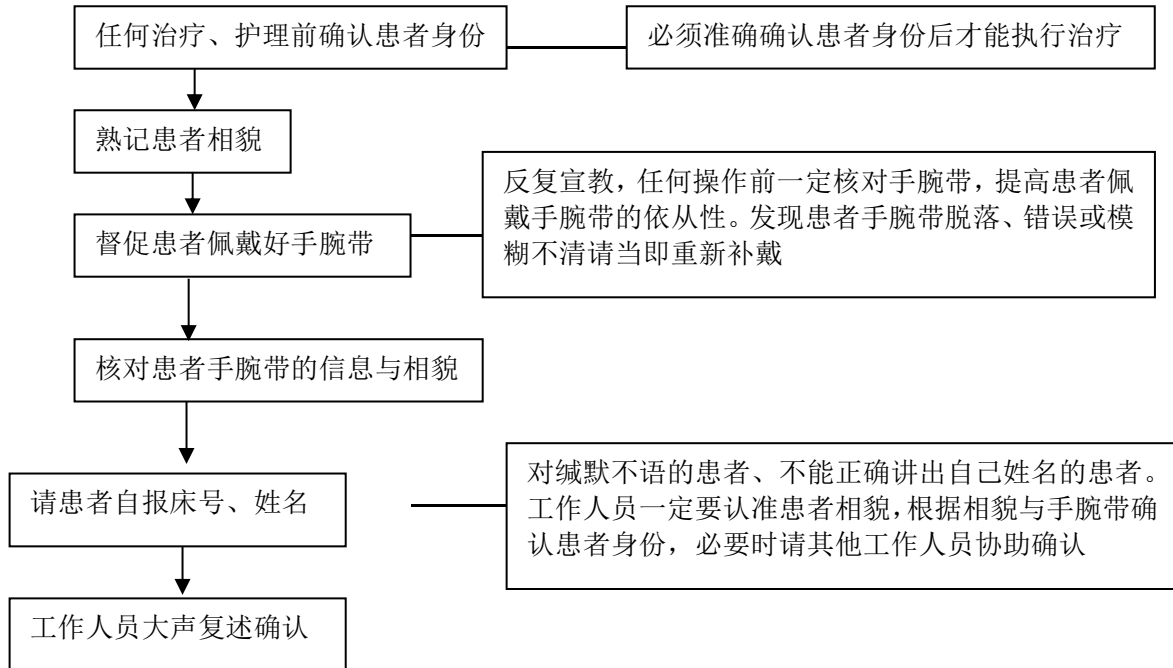 任何治疗、护理前确认患者身份
必须准确确认患者身份后才能执行治疗
熟记患者相貌
反复宣教，任何操作前一定核对手腕带，提高患者佩
戴手腕带的依从性。发现患者手腕带脱落、错误或模
糊不清请当即重新补戴
督促患者佩戴好手腕带
核对患者手腕带的信息与相貌
请患者自报床号、姓名
对缄默不语的患者、不能正确讲出自己姓名的患者。
工作人员一定要认准患者相貌，根据相貌与手腕带确
认患者身份，必要时请其他工作人员协助确认
工作人员大声复述确认